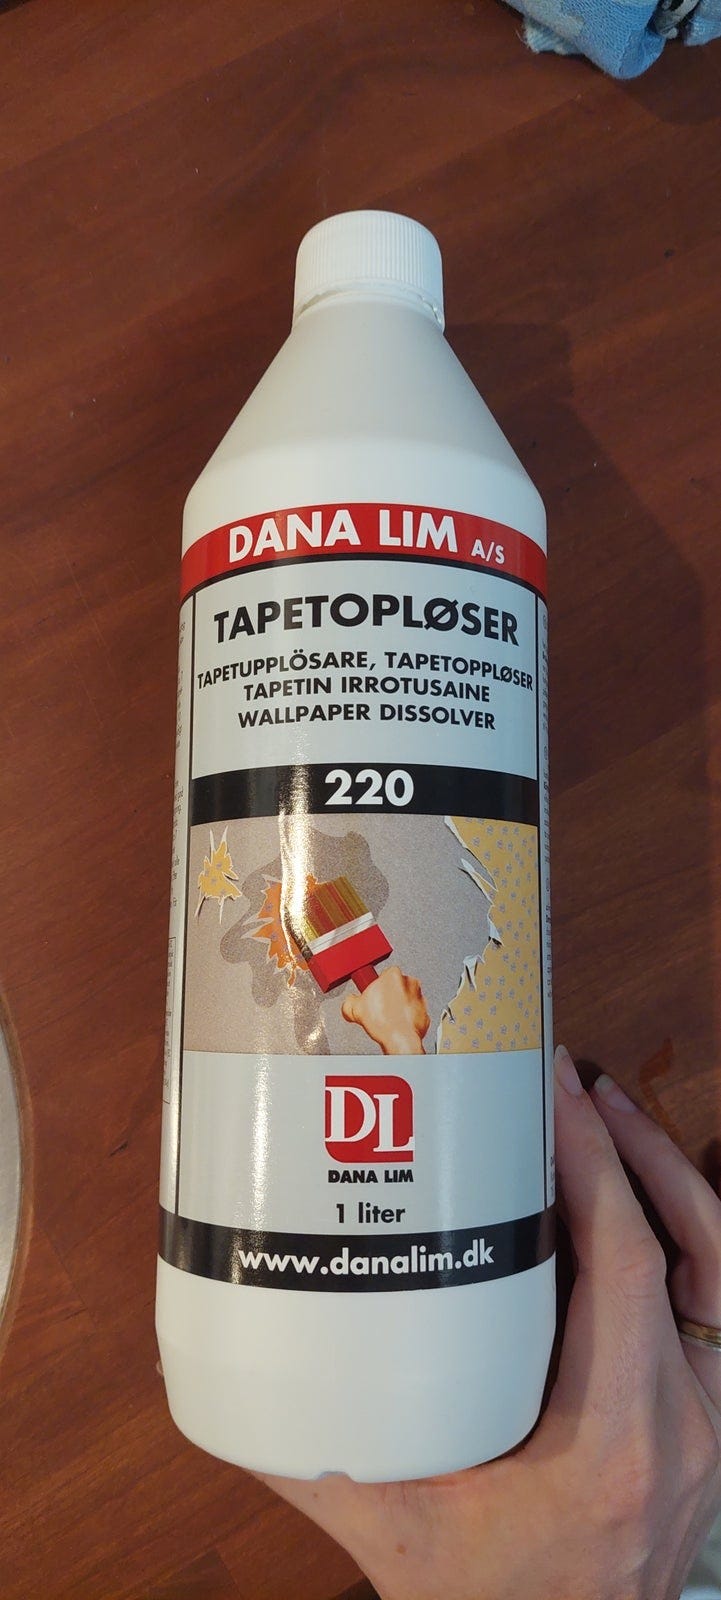 DANA LIM A/S
TAPETOPLØSER
TAPETUPPLÖSARE, TAPETOPPLØSER
TAPETIN IRROTUSAINE
WALLPAPER DISSOLVER
220
DL
DANA LIM
1 liter
www.danalim.dk